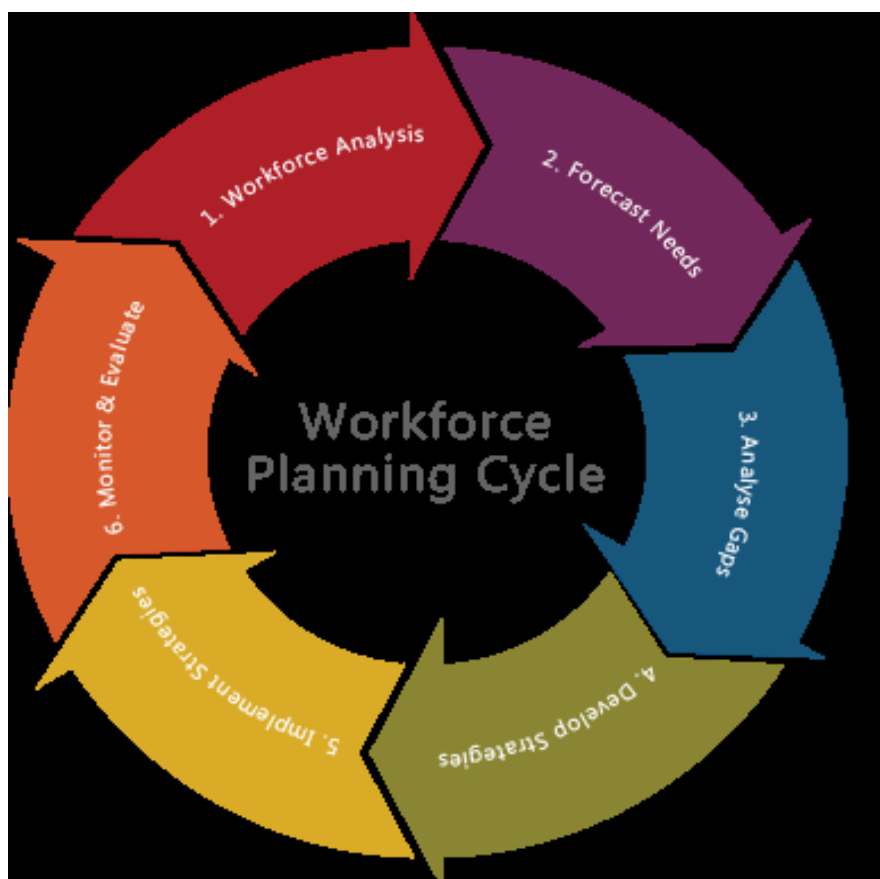 1. Workforce Analysis
2. Forecast Needs
3. Analyse Gaps
4. Develop Strategies
5. Implement Strategies
6. Monitor & Evaluate
Workforce
Planning Cycle